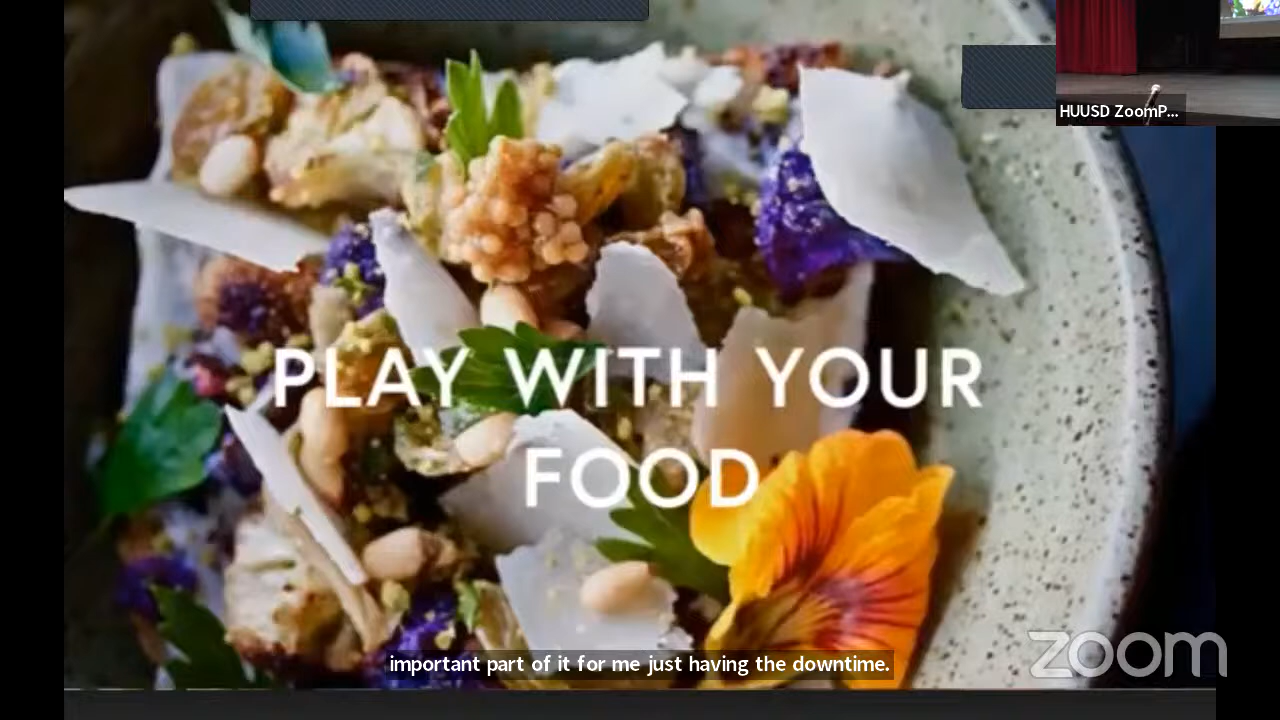 HUUSD ZoomP...
PLAY WITH YOUR
FOOD
important part of it for me just having the downtime.
zoom